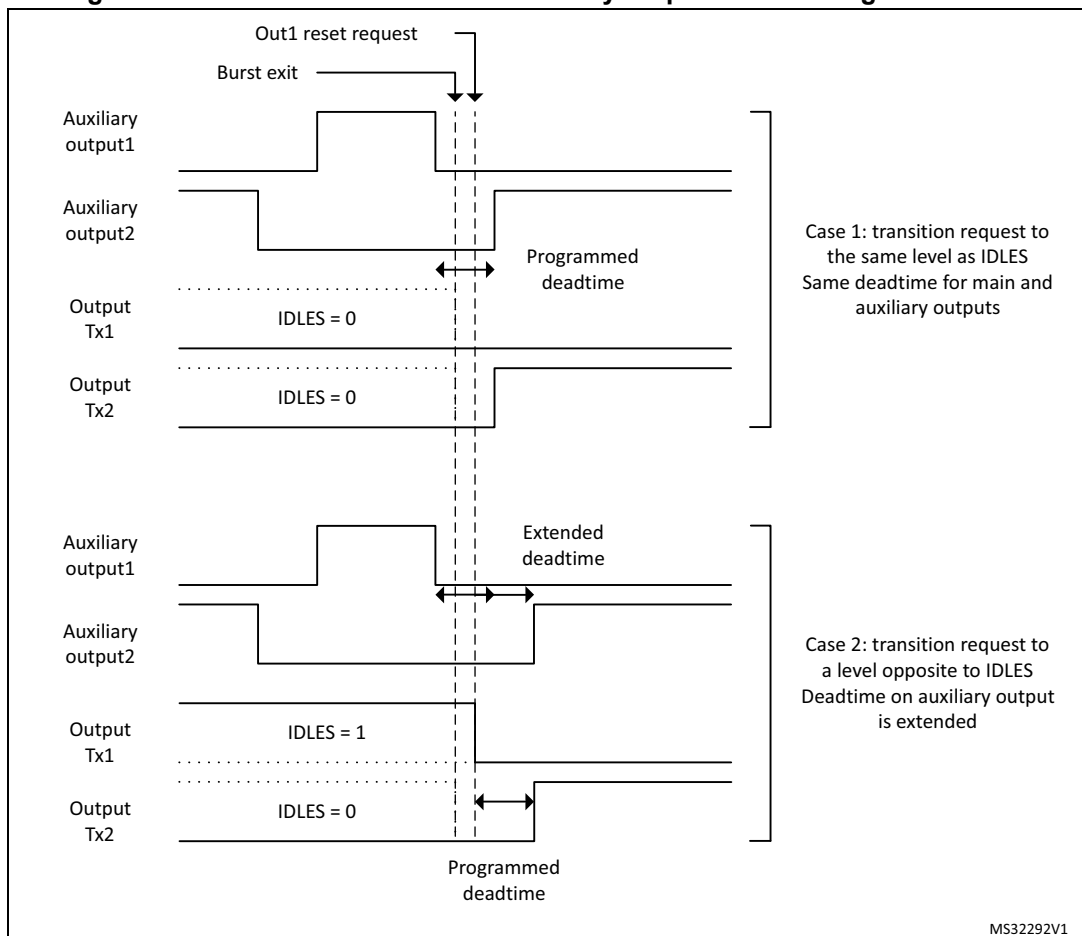 Out1 reset request
Burst exit
Auxiliary
output1
Auxiliary
output2
Programmed
deadtime
Case 1: transition request to
the same level as IDLES
Same deadtime for main and
auxiliary outputs
Output
Tx1
IDLES = 0
Output
Tx2
IDLES = 0
Auxiliary
output1
Extended
deadtime
Auxiliary
output2
Case 2: transition request to
a level opposite to IDLES
Deadtime on auxiliary output
is extended
Output
Tx1
IDLES = 1
Output
Tx2
IDLES = 0
Programmed
deadtime
MS32292V1